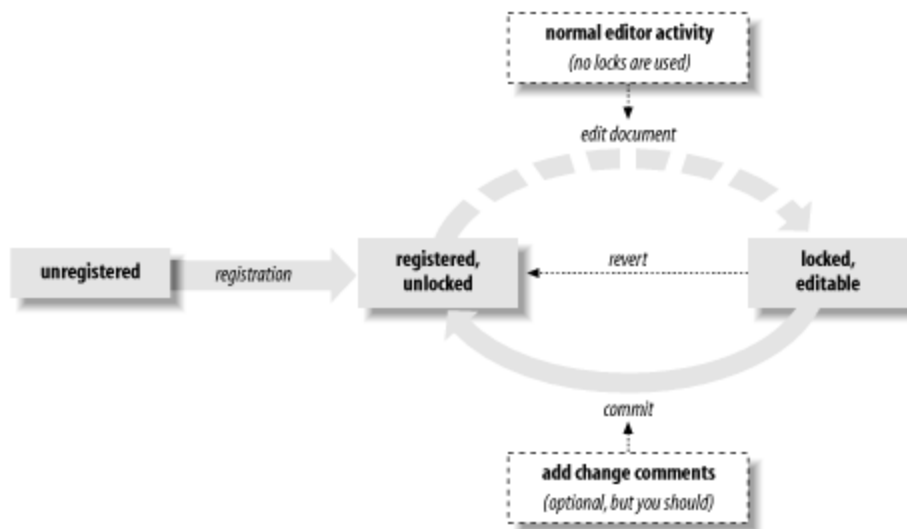 normal editor activity
(no locks are used)
edit document
unregistered
registration
registered,
unlocked
revert
locked,
editable
commit
add change comments
(optional, but you should)